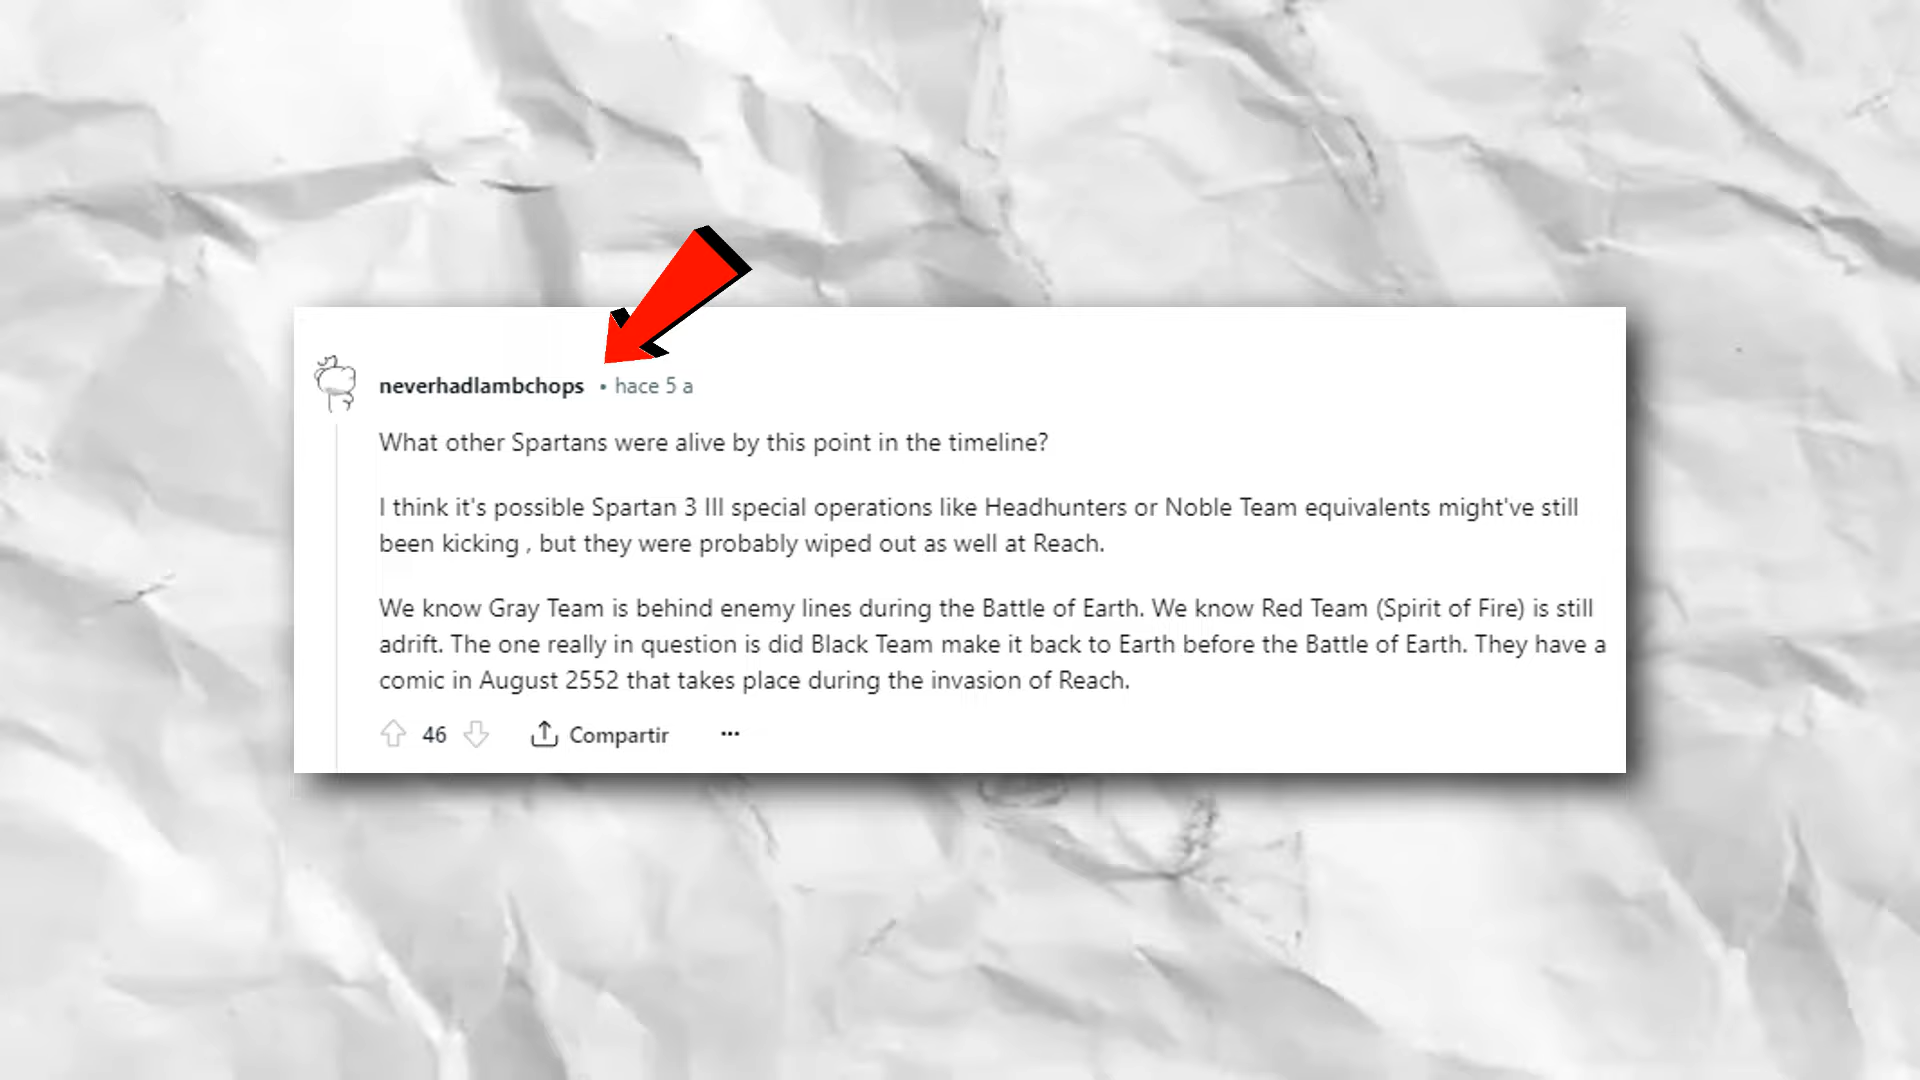 neverhadlambchops • hace 5 a
What other Spartans were alive by this point in the timeline?
I think it's possible Spartan 3 III special operations like Headhunters or Noble Team equivalents might've still
been kicking , but they were probably wiped out as well at Reach.
We know Gray Team is behind enemy lines during the Battle of Earth. We know Red Team (Spirit of Fire) is still
adrift. The one really in question is did Black Team make it back to Earth before the Battle of Earth. They have a
comic in August 2552 that takes place during the invasion of Reach.
46 Compartir ...